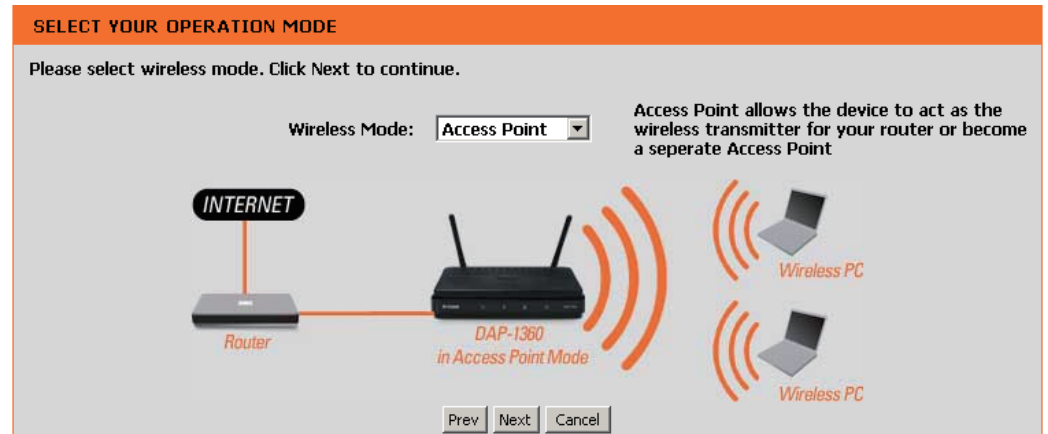 SELECT YOUR OPERATION MODE
Please select wireless mode. Click Next to continue.
Wireless Mode:
Access Point
Access Point allows the device to act as the
wireless transmitter for your router or become
a seperate Access Point
INTERNET
Router
DAP-1360
in Access Point Mode
Wireless PC
Wireless PC
Prev
Next
Cancel